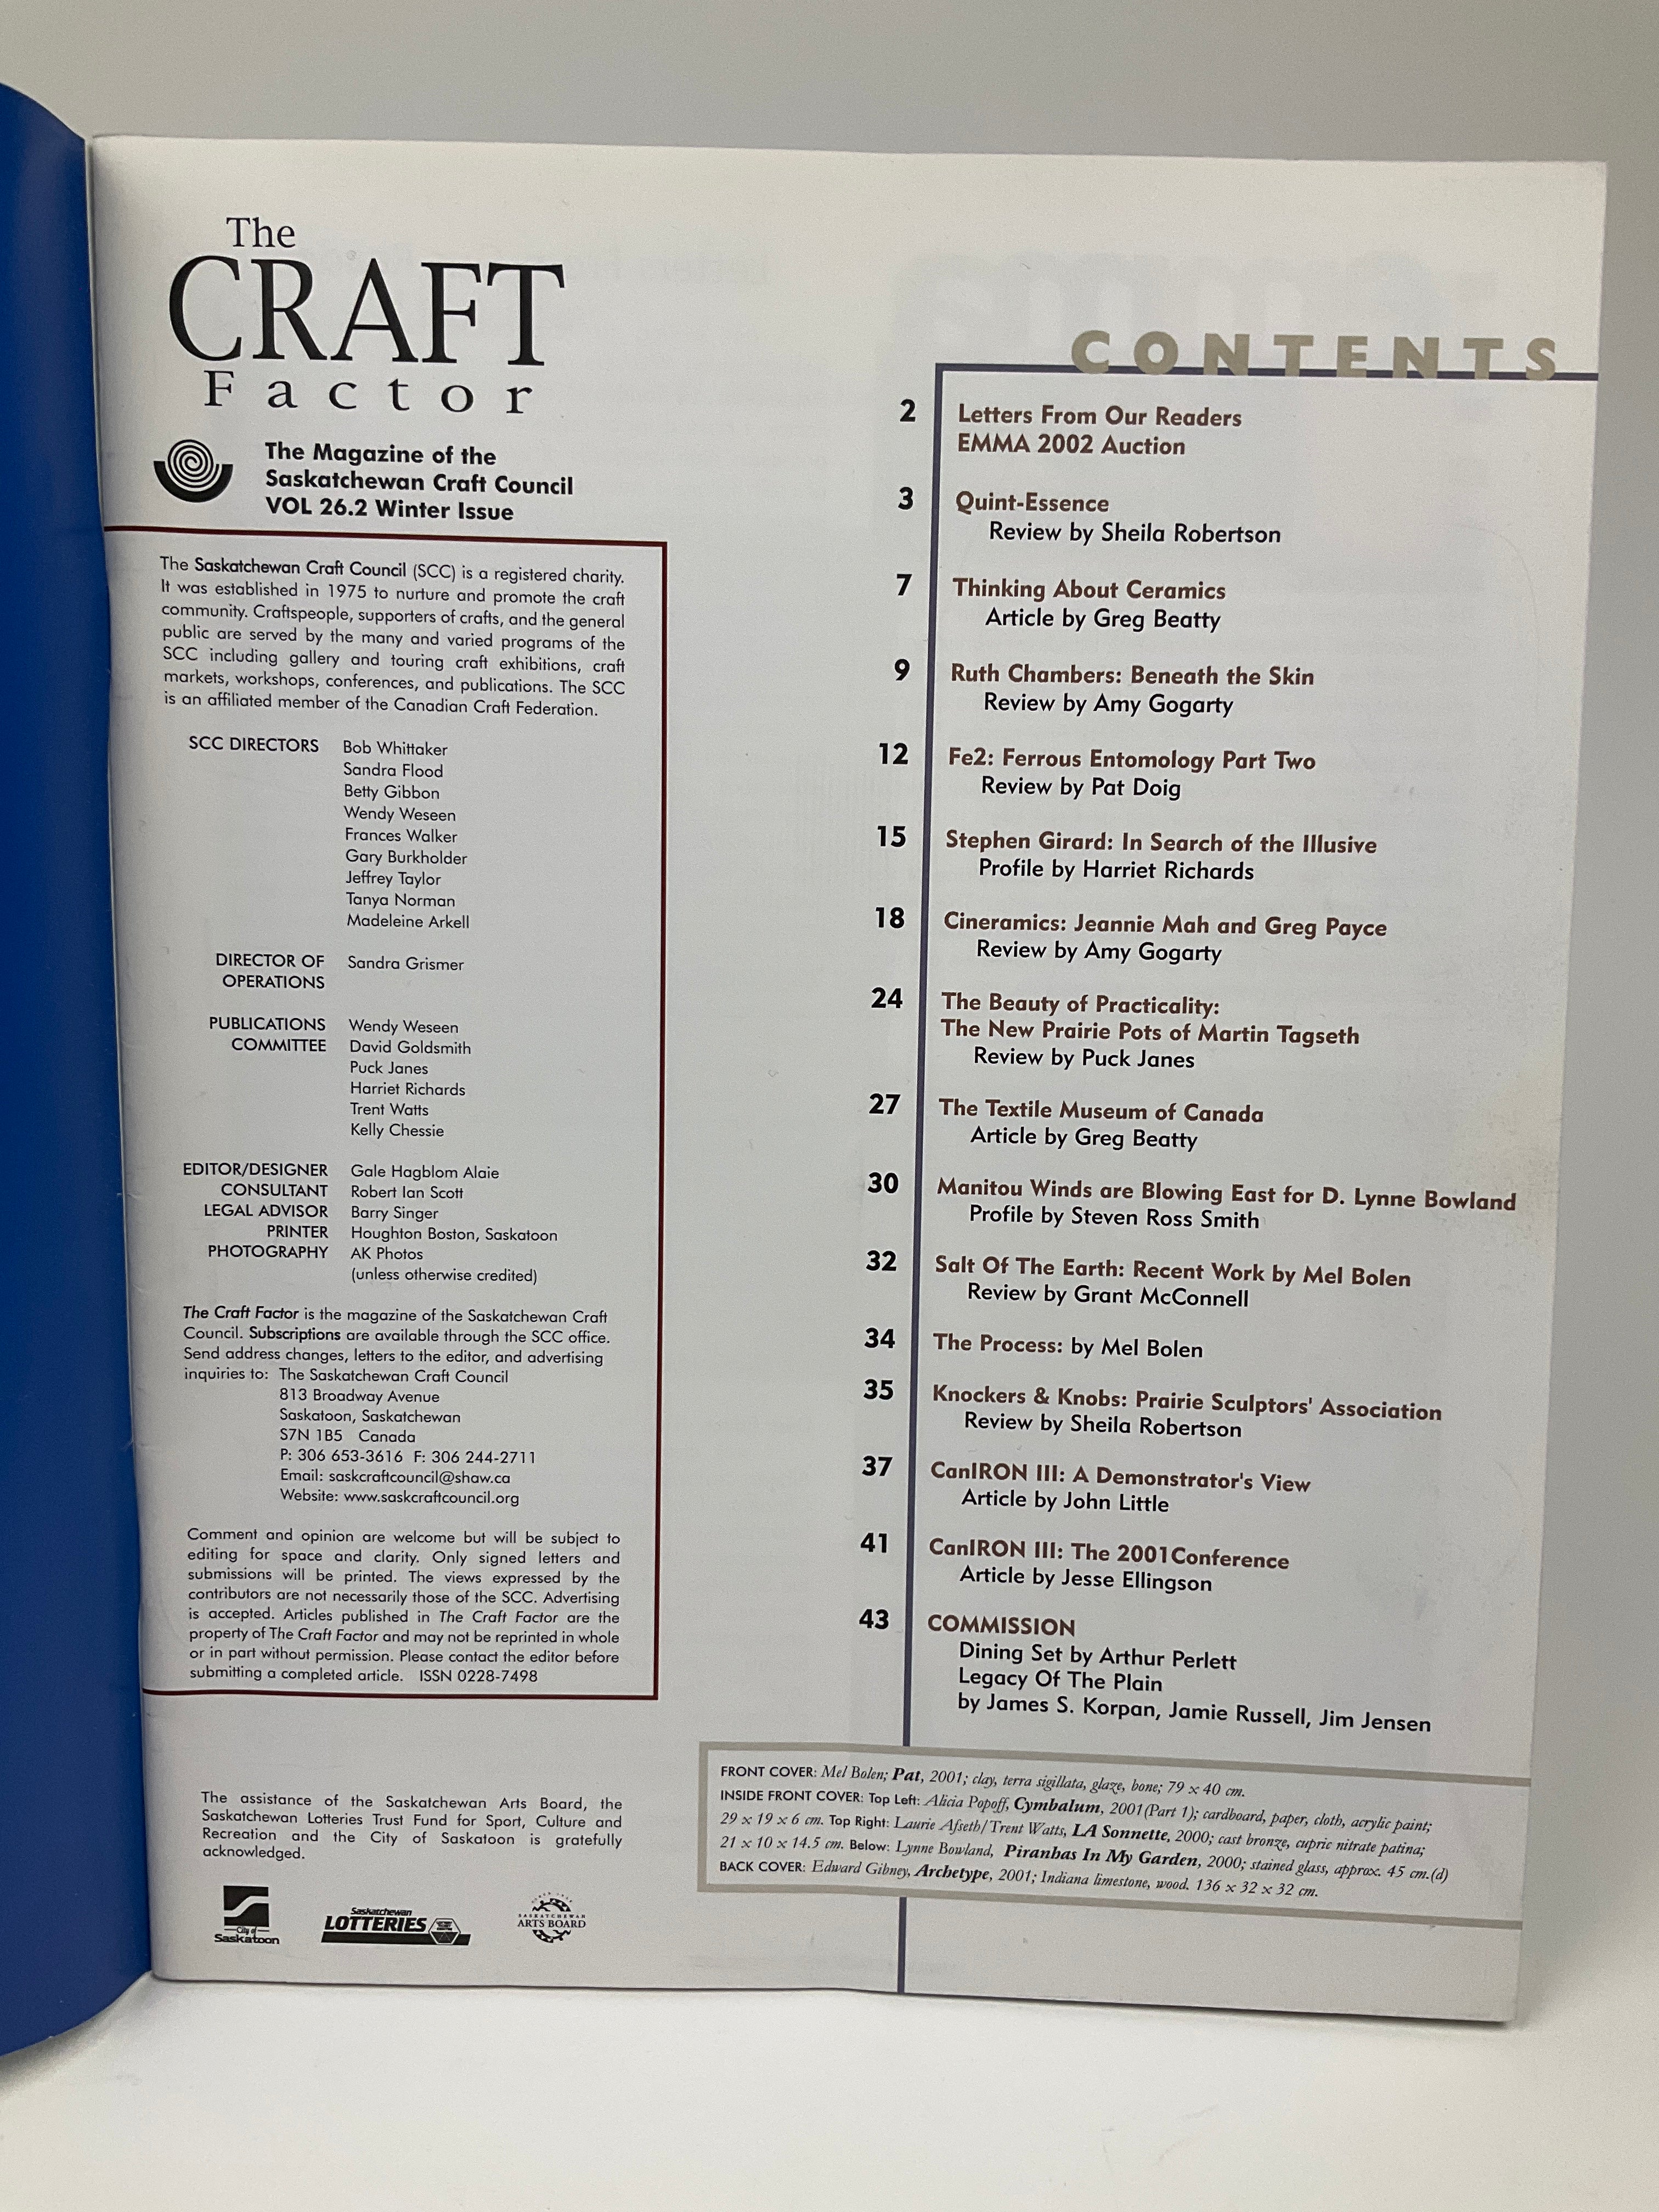 The
CRAFT
Factor
The Magazine of the
Saskatchewan Craft Council
VOL 26.2 Winter Issue
The Saskatchewan Craft Council (SCC) is a registered charity.
It was established in 1975 to nurture and promote the craft
community. Craftspeople, supporters of crafts, and the general
public are served by the many and varied programs of the
SCC including gallery and touring craft exhibitions, craft
markets, workshops, conferences, and publications. The SCC
is an affiliated member of the Canadian Craft Federation.
SCC DIRECTORS Bob Whittaker
Sandra Flood
Betty Gibbon
Wendy Weseen
Frances Walker
Gary Burkholder
Jeffrey Taylor
Tanya Norman
Madeleine Arkell
DIRECTOR OF Sandra Grismer
OPERATIONS
PUBLICATIONS Wendy Weseen
COMMITTEE David Goldsmith
Puck Janes
Harriet Richards
Trent Watts
Kelly Chessie
EDITOR/DESIGNER Gale Hagblom Alaie
CONSULTANT Robert Ian Scott
LEGAL ADVISOR Barry Singer
PRINTER Houghton Boston, Saskatoon
PHOTOGRAPHY AK Photos
(unless otherwise credited)
The Craft Factor is the magazine of the Saskatchewan Craft
Council. Subscriptions are available through the SCC office.
Send address changes, letters to the editor, and advertising
inquiries to: The Saskatchewan Craft Council
813 Broadway Avenue
Saskatoon, Saskatchewan
S7N 1B5 Canada
P: 306 653-3616 F: 306 244-2711
Email: saskcraftcouncil@shaw.ca
Website: www.saskcraftcouncil.org
Comment and opinion are welcome but will be subject to
editing for space and clarity. Only signed letters and
submissions will be printed. The views expressed by the
contributors are not necessarily those of the SCC. Advertising
is accepted. Articles published in The Craft Factor are the
property of The Craft Factor and may not be reprinted in whole
or in part without permission. Please contact the editor before
submitting a completed article. ISSN 0228-7498
The assistance of the Saskatchewan Arts Board, the
Saskatchewan Lotteries Trust Fund for Sport, Culture and
Recreation and the City of Saskatoon is gratefully
acknowledged.
City of
Saskatoon
Saskatchewan
LOTTERIES
SASKATCHEWAN
ARTS BOARD
CONTENTS
2 Letters From Our Readers
EMMA 2002 Auction
3 Quint-Essence
Review by Sheila Robertson
7 Thinking About Ceramics
Article by Greg Beatty
9 Ruth Chambers: Beneath the Skin
Review by Amy Gogarty
12 Fe2: Ferrous Entomology Part Two
Review by Pat Doig
15 Stephen Girard: In Search of the Illusive
Profile by Harriet Richards
18 Cineramics: Jeannie Mah and Greg Payce
Review by Amy Gogarty
24 The Beauty of Practicality:
The New Prairie Pots of Martin Tagseth
Review by Puck Janes
27 The Textile Museum of Canada
Article by Greg Beatty
30 Manitou Winds are Blowing East for D. Lynne Bowland
Profile by Steven Ross Smith
32 Salt Of The Earth: Recent Work by Mel Bolen
Review by Grant McConnell
34 The Process: by Mel Bolen
35 Knockers & Knobs: Prairie Sculptors' Association
Review by Sheila Robertson
37 CanIRON III: A Demonstrator's View
Article by John Little
41 CanIRON III: The 2001Conference
Article by Jesse Ellingson
43 COMMISSION
Dining Set by Arthur Perlett
Legacy Of The Plain
by James S. Korpan, Jamie Russell, Jim Jensen
FRONT COVER: Mel Bolen; Pat, 2001; clay, terra sigillata, glaze, bone; 79 × 40 cm.
INSIDE FRONT COVER: Top Left: Alicia Popoff, Cymbalum, 2001(Part 1); cardboard, paper, cloth, acrylic paint;
29 × 19 × 6 cm. Top Right: Laurie Afseth/Trent Watts, LA Sonnette, 2000; cast bronze, cupric nitrate patina;
21 × 10 × 14.5 cm. Below: Lynne Bowland, Piranhas In My Garden, 2000; stained glass, approx. 45 cm.(d)
BACK COVER: Edward Gibney, Archetype, 2001; Indiana limestone, wood. 136 × 32 × 32 cm.